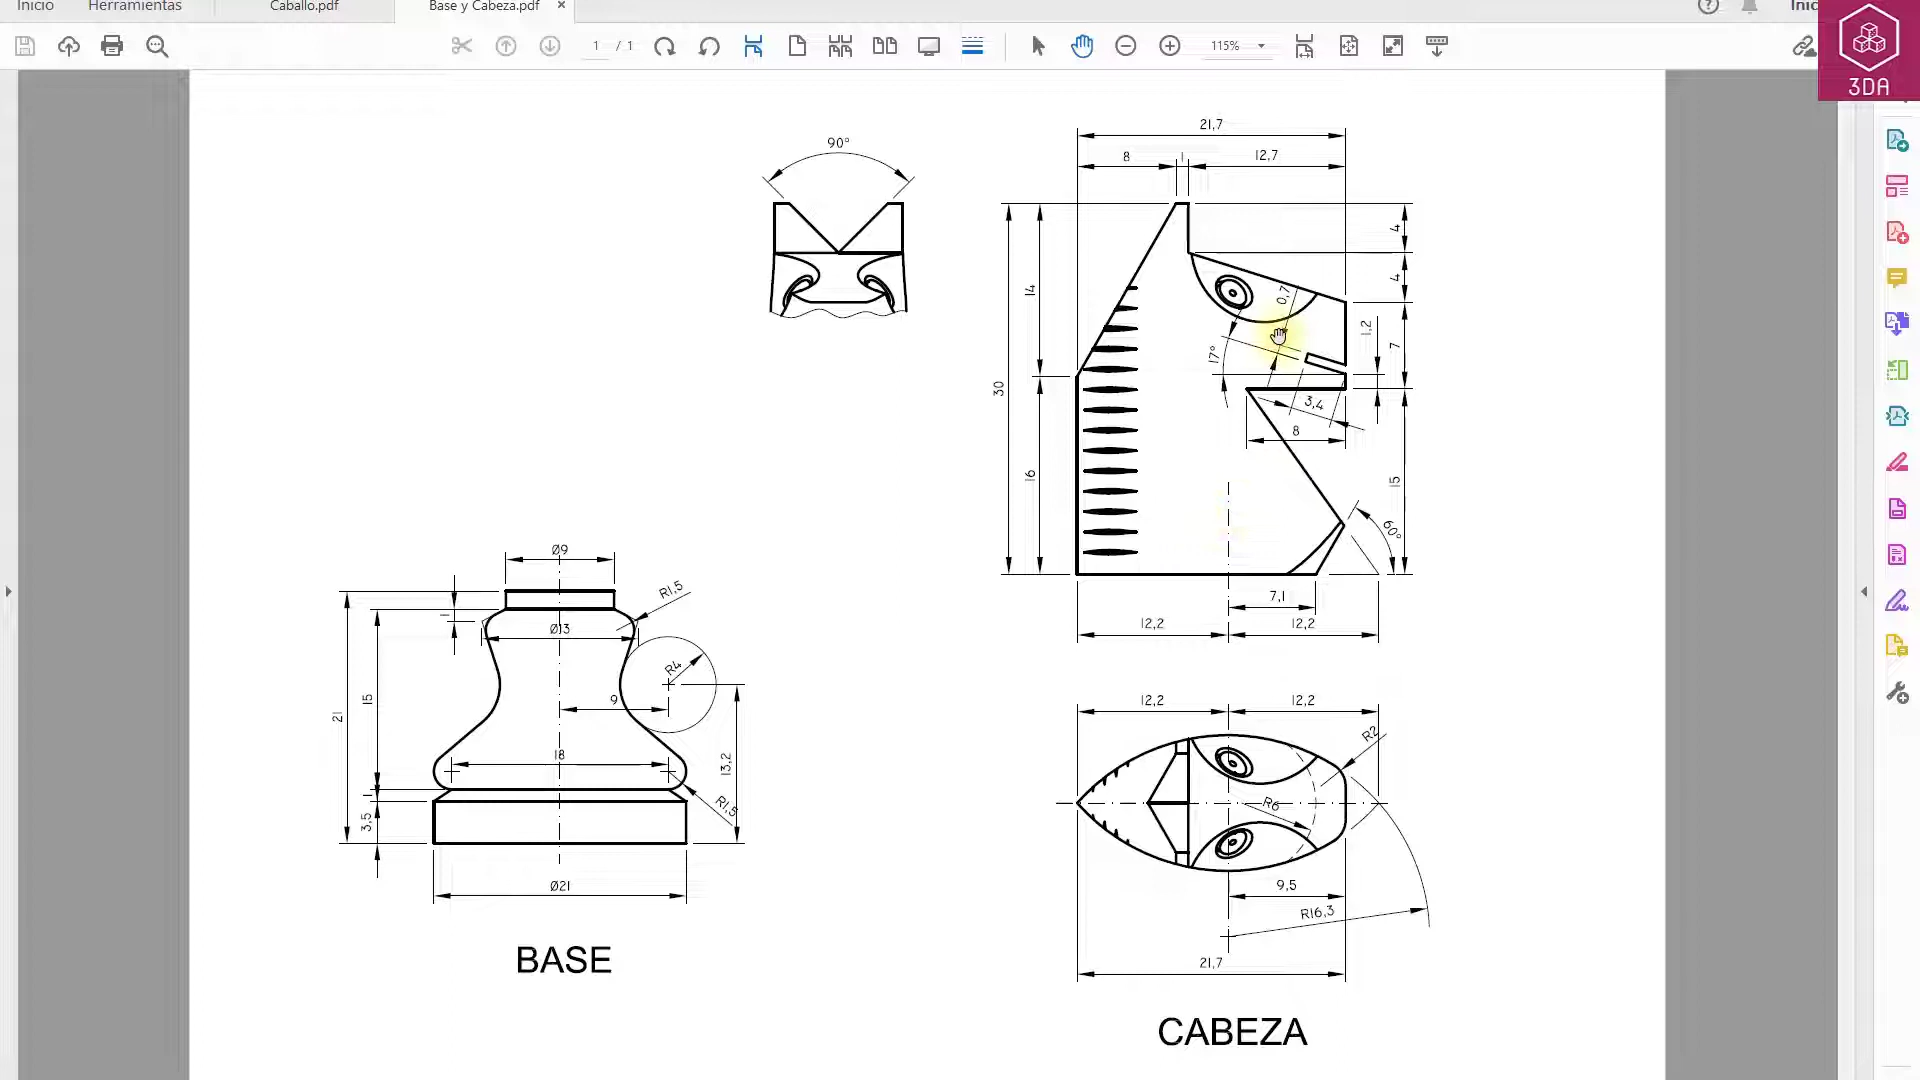 Inicio Herramientas Caballo.pdf Base y Cabeza.pdf × ? Inic
1 / 1 115%
3DA
90°
21,7
8 1 12,7
4
4
14
0,7
1,2
17°
7
30
3,4
8
16
15
60°
7,1
12,2 12,2
Ø9
R1,5
1
Ø13
R4
9
15
21
18
13,2
1
R1,5
3,5
Ø21
BASE
12,2 12,2
R2
R6
9,5
R16,3
21,7
CABEZA